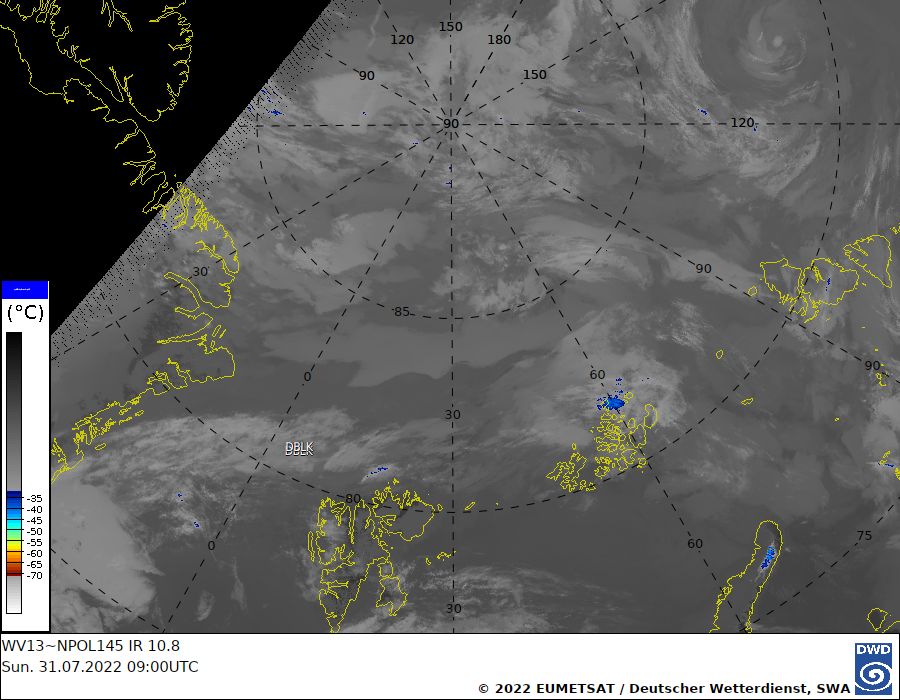 150
120 180
90 150
90 120
30 90
85
0 60 90
30
DBLK
80
0 60 75
30
(°C)
-35
-40
-45
-50
-55
-60
-65
-70
WV13~NPOL145 IR 10.8
Sun. 31.07.2022 09:00UTC
DWD
© 2022 EUMETSAT / Deutscher Wetterdienst, SWA